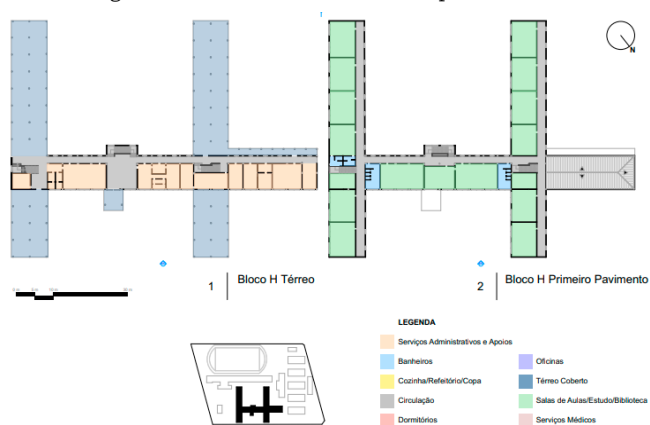 N
1 Bloco H Térreo
2 Bloco H Primeiro Pavimento
LEGENDA
Serviços Administrativos e Apoios
Banheiros
Oficinas
Cozinha/Refeitório/Copa
Térreo Coberto
Circulação
Salas de Aulas/Estudo/Biblioteca
Dormitórios
Serviços Médicos